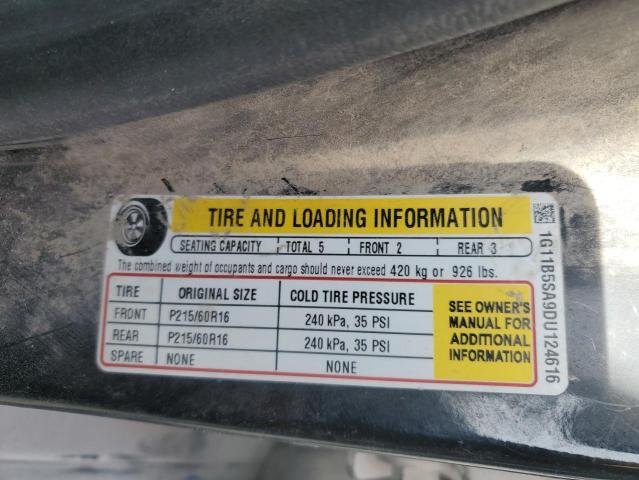 TIRE AND LOADING INFORMATION
SEATING CAPACITY TOTAL 5 FRONT 2 REAR 3
The combined weight of occupants and cargo should never exceed 420 kg or 926 lbs.
TIRE ORIGINAL SIZE COLD TIRE PRESSURE
FRONT P215/60R16 240 kPa, 35 PSI
REAR P215/60R16 240 kPa, 35 PSI
SPARE NONE NONE
SEE OWNER'S
MANUAL FOR
ADDITIONAL
INFORMATION
1G11B5SA9DU124616